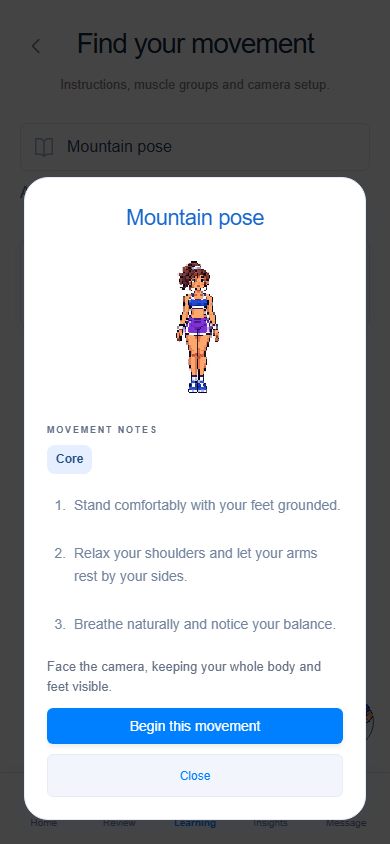 Find your movement
Instructions, muscle groups and camera setup.
Mountain pose
Mountain pose
MOVEMENT NOTES
Core
1. Stand comfortably with your feet grounded.
2. Relax your shoulders and let your arms
rest by your sides.
3. Breathe naturally and notice your balance.
Face the camera, keeping your whole body and
feet visible.
Begin this movement
Close
Home Review Learning Insights Message